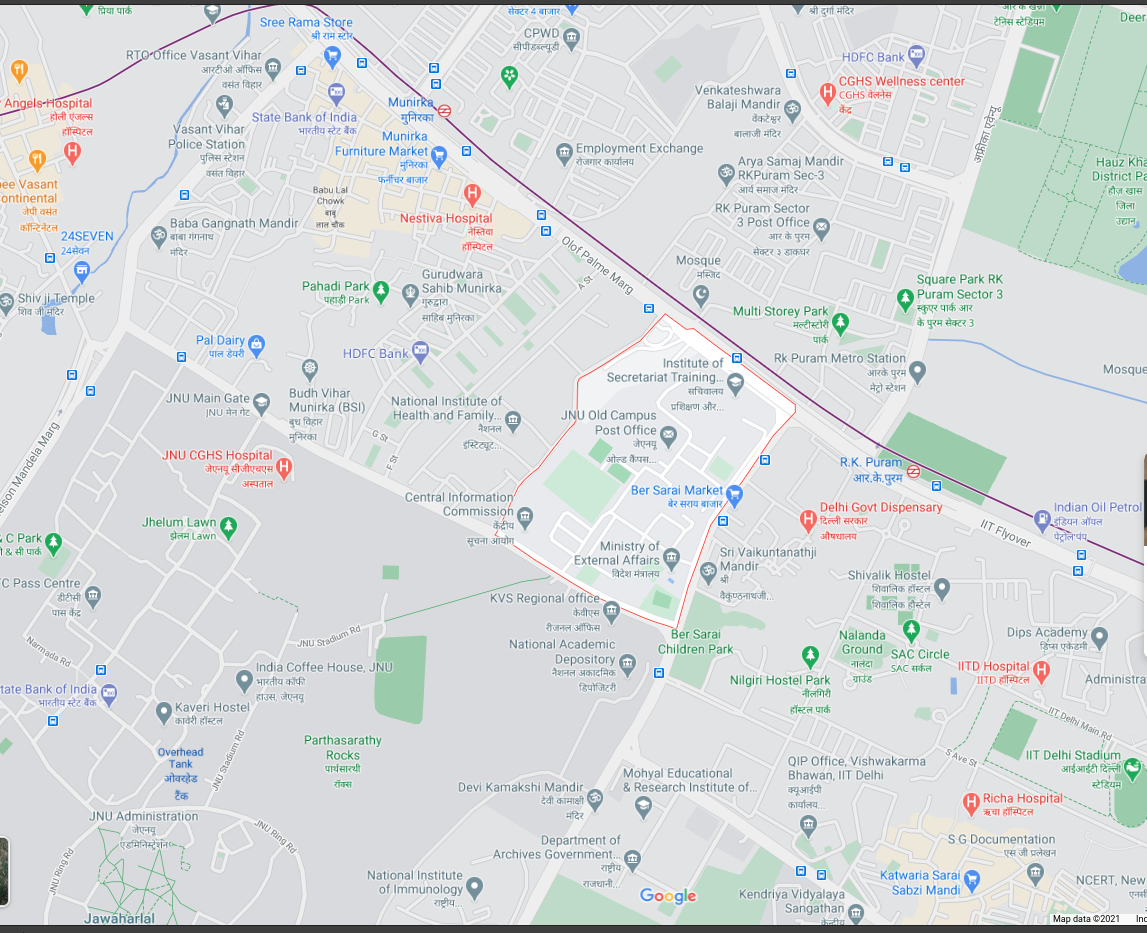 प्रिया पार्क
Sree Rama Store
श्री राम स्टोर
सेक्टर 4 बाजार
CPWD
सीपीडब्ल्यूडी
श्री दुर्गा मंदिर
टेनिस स्टेडियम
Deer
RTO Office Vasant Vihar
आरटीओ ऑफिस
वसंत विहार
HDFC Bank
CGHS Wellness center
CGHS वेलनेस
केंद्र
Angels Hospital
होली एंजल्स
हॉस्पिटल
State Bank of India
भारतीय स्टेट बैंक
Munirka
मुनिरका
Venkateshwara
Balaji Mandir
वेंकटेश्वर
बालाजी मंदिर
अफ्रीका एवेन्यू
Vasant Vihar
Police Station
पुलिस स्टेशन
वसंत विहार
Munirka
Furniture Market
मुनिरका
फर्नीचर बाजार
Employment Exchange
रोजगार कार्यालय
Arya Samaj Mandir
RKPuram Sec-3
आर्य समाज मंदिर
Hauz Kha
District Pa
हौज़ खास
ज़िला
उद्यान
ee Vasant
ontinental
जेपी वसंत
कॉन्टिनेंटल
Babu Lal
Chowk
बाबू
लाल चौक
Nestiva Hospital
नेस्तिवा
हॉस्पिटल
RK Puram Sector
3 Post Office
आर के पुरम
सेक्टर ३ डाकघर
Baba Gangnath Mandir
बाबा गंगनाथ
मंदिर
24SEVEN
24सेवन
Olof Palme Marg
A St
Mosque
मस्जिद
Gurudwara
Sahib Munirka
गुरुद्वारा
साहिब मुनिरका
Pahadi Park
पहाड़ी Park
Square Park RK
Puram Sector 3
स्कुएर पार्क आर
के पुरम सेक्टर 3
Shiv ji Temple
शिव जी मंदिर
Multi Storey Park
मल्टीस्टोरी
पार्क
Pal Dairy
पाल डेयरी
HDFC Bank
Institute of
Secretariat Training...
सचिवालय
प्रशिक्षण और...
Rk Puram Metro Station
आरके पुरम
मेट्रो स्टेशन
Mosque
JNU Main Gate
JNU मेन गेट
Budh Vihar
Munirka (BSI)
बुध विहार
मुनिरका
National Institute of
Health and Family...
नैशनल
इंस्टिट्यूट...
JNU Old Campus
Post Office
जेएनयू
ओल्ड कैंपस...
G St
F St
elson Mandela Marg
JNU CGHS Hospital
जेएनयू सीजीएचएस
अस्पताल
R.K. Puram
आर.के.पुरम
Ber Sarai Market
बेर सराय बाजार
Central Information
Commission
केंद्रीय
सूचना आयोग
Delhi Govt Dispensary
दिल्ली सरकार
औषधालय
Indian Oil Petrol
इंडियन ऑयल
पेट्रोल पंप
IIT Flyover
Jhelum Lawn
झेलम Lawn
C Park
ी & सी पार्क
Ministry of
External Affairs
विदेश मंत्रालय
Sri Vaikuntanathji
Mandir
श्री
वैकुण्ठनाथजी...
C Pass Centre
डीटीसी
पास केंद्र
KVS Regional office
केवीएस
रीजनल ऑफिस
Shivalik Hostel
शिवालिक हॉस्टल
शिवालिक हॉस्टेल
Narmada Rd
JNU Stadium Rd
National Academic
Depository
नैशनल अकादमिक
डिपॉजिटरी
Ber Sarai
Children Park
Nalanda
Ground
नालंदा
ग्राउंड
SAC Circle
SAC सर्कल
Dips Academy
डिप्स एकेडमी
India Coffee House, JNU
भारतीय कॉफी
हाउस, जेएनयू
Nilgiri Hostel Park
नीलगिरी
हॉस्टल पार्क
IITD Hospital
IITD हॉस्पिटल
Administra
tate Bank of India
भारतीय स्टेट बैंक
Kaveri Hostel
कावेरी हॉस्टल
Overhead
Tank
ओवरहेड
टैंक
JNU Stadium Rd
Parthasarathy
Rocks
पार्थसारथी
रॉक्स
IIT Delhi Main Rd
S Ave St
IIT Delhi Stadium
आईआईटी दिल्ली
स्टेडियम
QIP Office, Vishwakarma
Bhawan, IIT Delhi
क्यूआईपी
कार्यालय...
Mohyal Educational
& Research Institute of...
Devi Kamakshi Mandir
देवी कामाक्षी
मंदिर
Richa Hospital
ऋचा हॉस्पिटल
JNU Administration
जेएनयू
एडमिनिस्ट्रेशन
JNU Ring Rd
JNU Ring Rd
Department of
Archives Government...
राष्ट्रीय
राजधानी...
S G Documentation
एस जी प्रलेखन
National Institute
of Immunology
राष्ट्रीय...
Google
Kendriya Vidyalaya
Sangathan
केन्द्रीय
Katwaria Sarai
Sabzi Mandi
NCERT, New
Jawaharlal
Map data ©2021